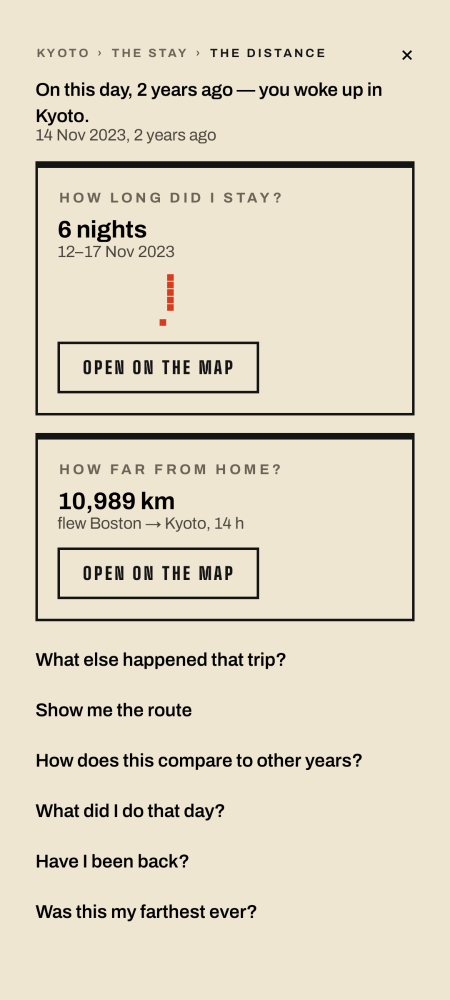 KYOTO › THE STAY › THE DISTANCE ×
On this day, 2 years ago — you woke up in
Kyoto.
14 Nov 2023, 2 years ago
HOW LONG DID I STAY?
6 nights
12–17 Nov 2023
OPEN ON THE MAP
HOW FAR FROM HOME?
10,989 km
flew Boston → Kyoto, 14 h
OPEN ON THE MAP
What else happened that trip?
Show me the route
How does this compare to other years?
What did I do that day?
Have I been back?
Was this my farthest ever?